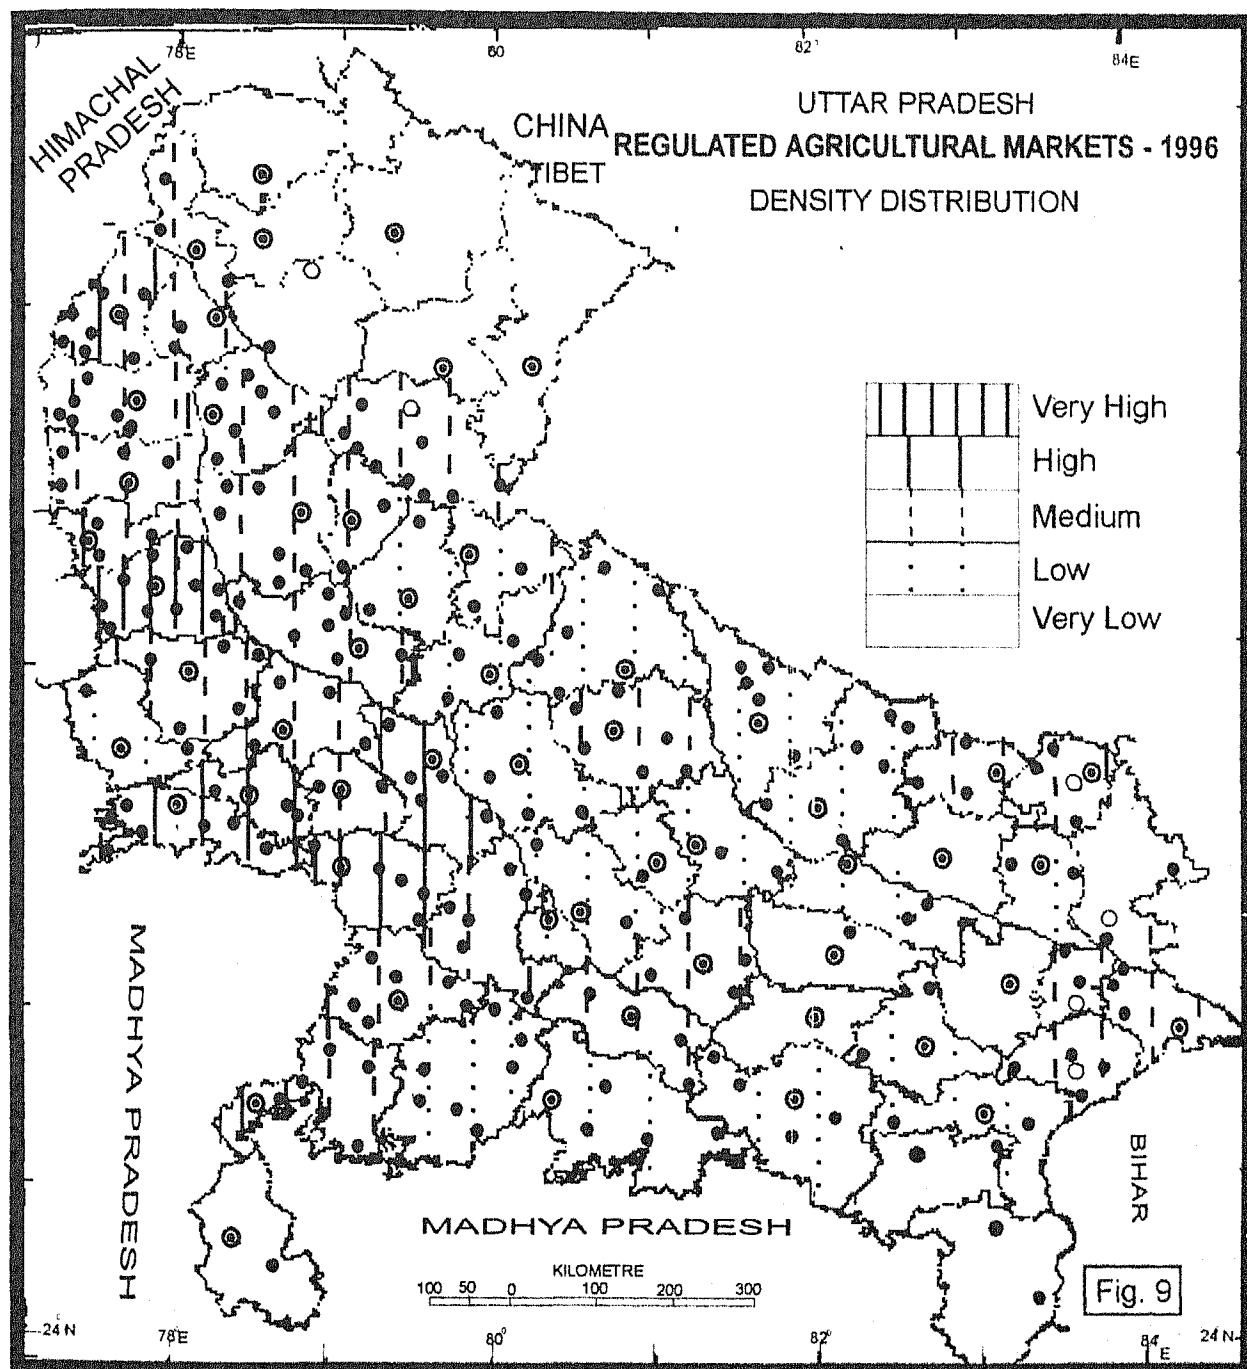 78E
80
82°
84E
HIMACHAL
PRADESH
CHINA
TIBET
UTTAR PRADESH
REGULATED AGRICULTURAL MARKETS - 1996
DENSITY DISTRIBUTION
Very High
High
Medium
Low
Very Low
MADHYA PRADESH
MADHYA PRADESH
BIHAR
KILOMETRE
100 50 0 100 200 300
Fig. 9
24 N
78E
80°
82°
84°E
24°N